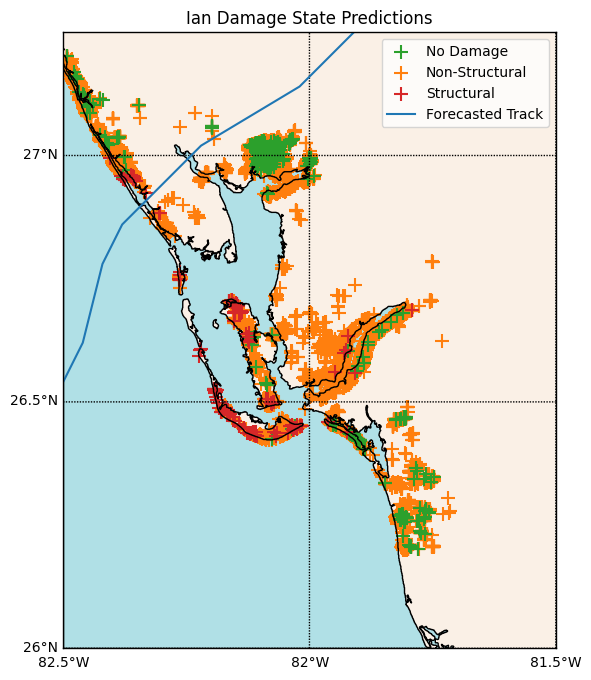 Ian Damage State Predictions
No Damage
Non-Structural
Structural
Forecasted Track
27°N
26.5°N
26°N
82.5°W
82°W
81.5°W